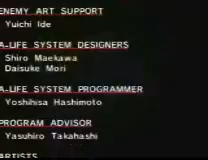 ENEMY ART SUPPORT
Yuichi Ide
A-LIFE SYSTEM DESIGNERS
Shiro Maekawa
Daisuke Mori
A-LIFE SYSTEM PROGRAMMER
Yoshihisa Hashimoto
PROGRAM ADVISOR
Yasuhiro Takahashi
ARTISTS